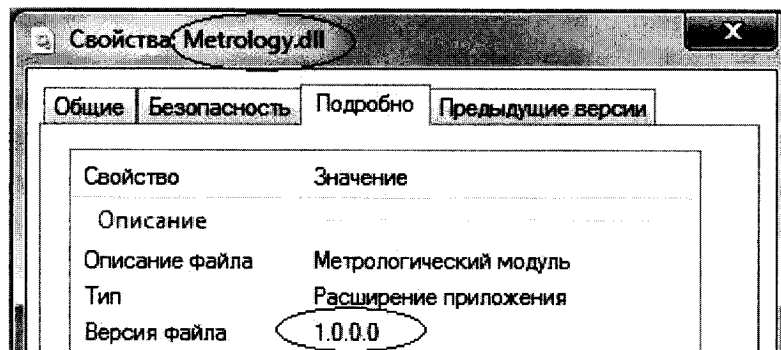 Свойства: Metrology.dll
x
Общие Безопасность Подробно Предыдущие версии
Свойство Значение
Описание
Описание файла Метрологический модуль
Тип Расширение приложения
Версия файла 1.0.0.0